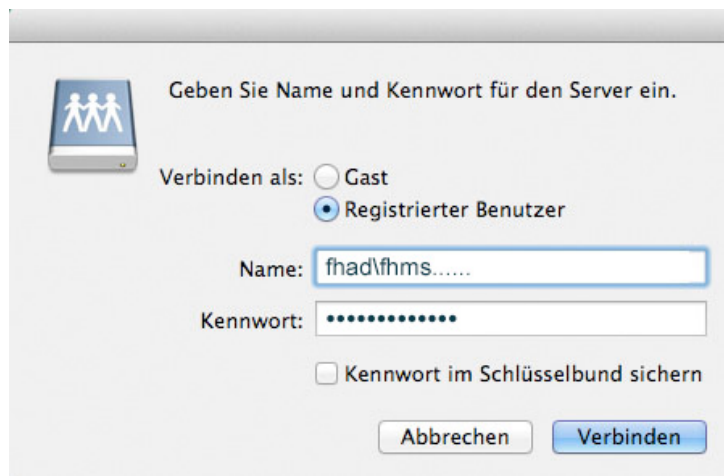 Geben Sie Name und Kennwort für den Server ein.
Verbinden als: Gast
Registrierter Benutzer
Name: fhad\fhms......
Kennwort: •••••••••••••
Kennwort im Schlüsselbund sichern
Abbrechen Verbinden